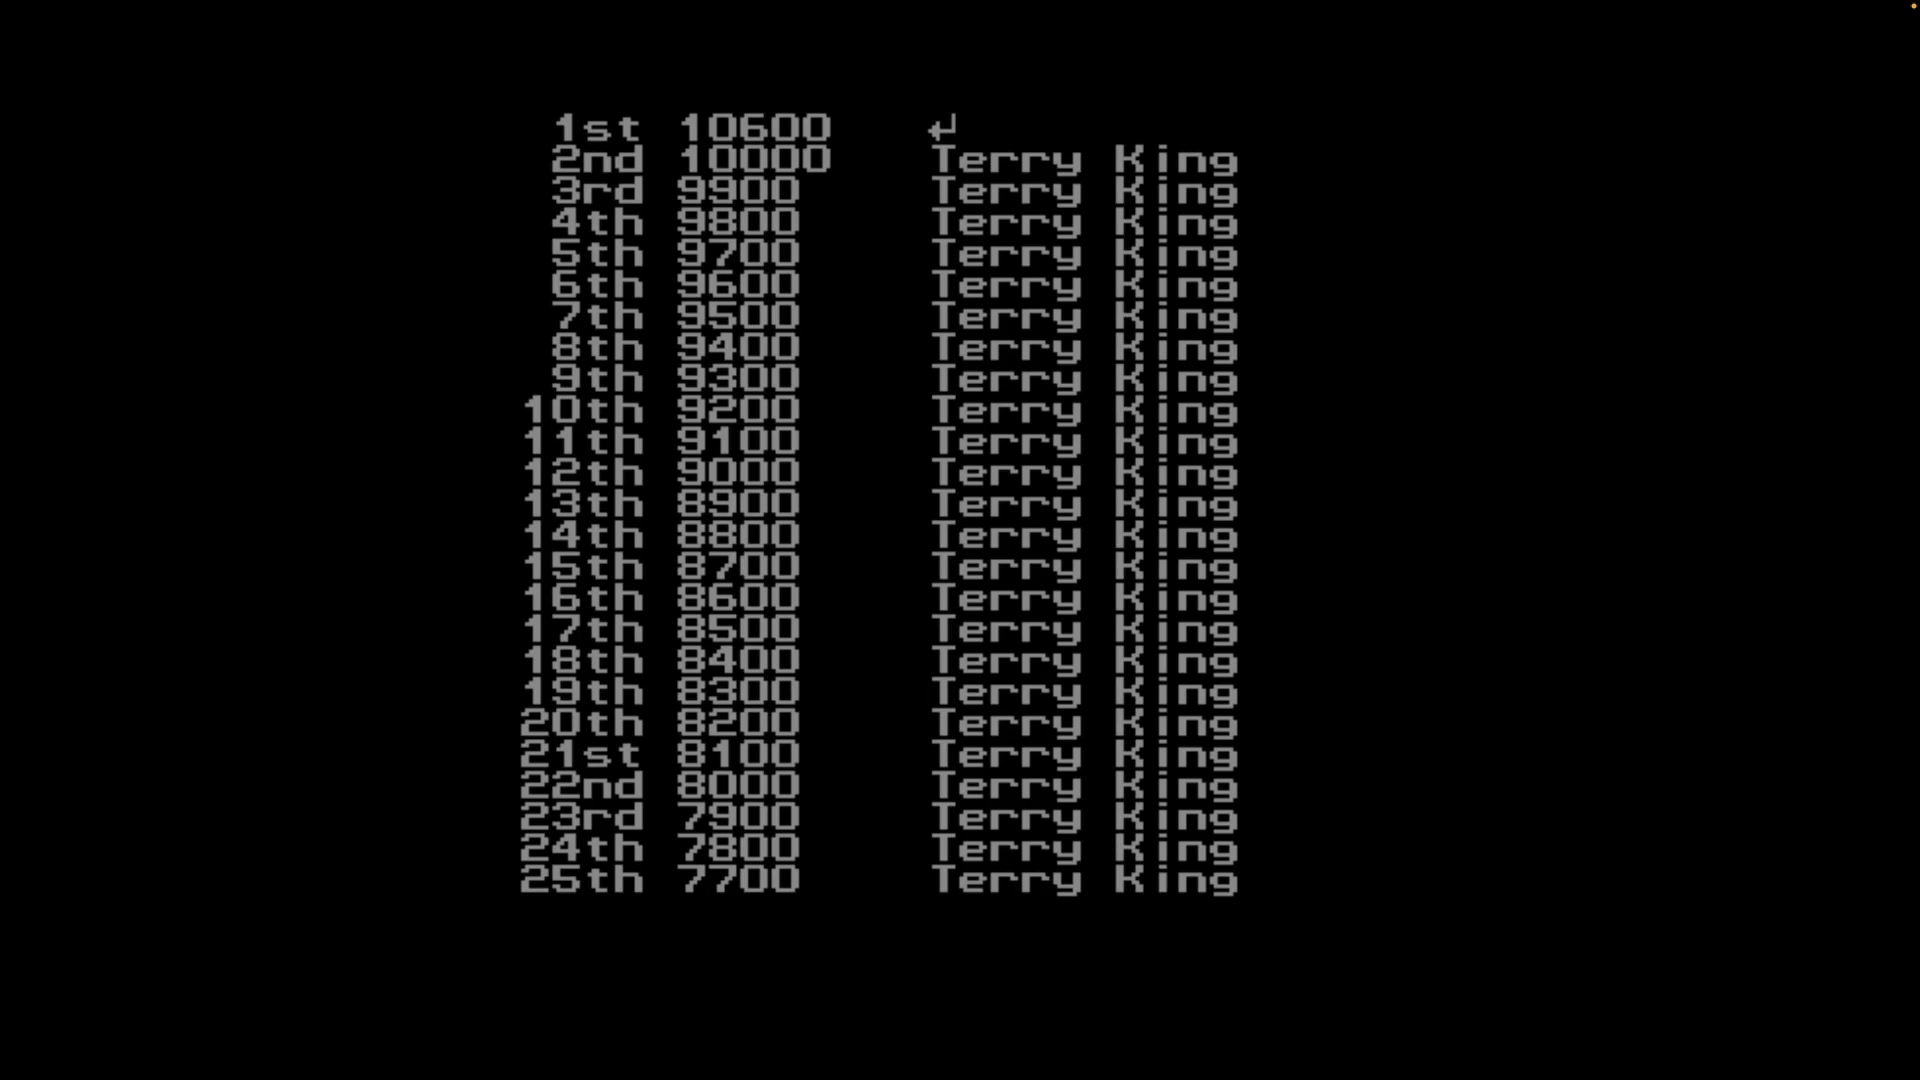 1st 10600 ↵
2nd 10000 Terry King
3rd 9900 Terry King
4th 9800 Terry King
5th 9700 Terry King
6th 9600 Terry King
7th 9500 Terry King
8th 9400 Terry King
9th 9300 Terry King
10th 9200 Terry King
11th 9100 Terry King
12th 9000 Terry King
13th 8900 Terry King
14th 8800 Terry King
15th 8700 Terry King
16th 8600 Terry King
17th 8500 Terry King
18th 8400 Terry King
19th 8300 Terry King
20th 8200 Terry King
21st 8100 Terry King
22nd 8000 Terry King
23rd 7900 Terry King
24th 7800 Terry King
25th 7700 Terry King